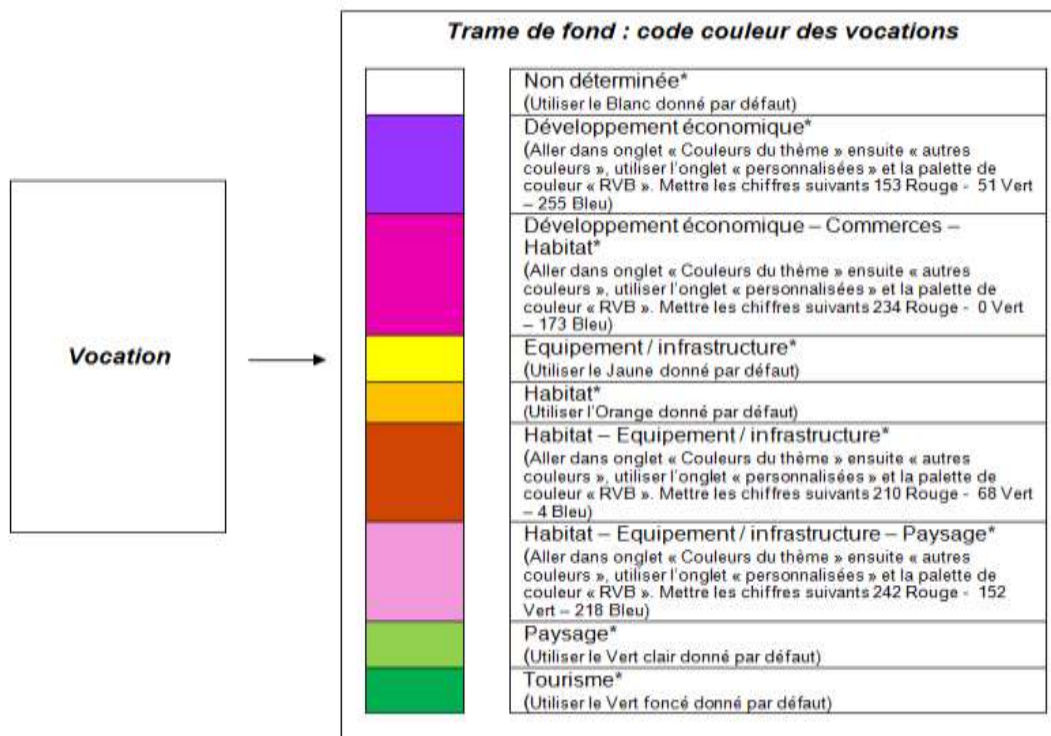 Trame de fond : code couleur des vocations
Non déterminée*
(Utiliser le Blanc donné par défaut)
Développement économique*
(Aller dans onglet « Couleurs du thème » ensuite « autres
couleurs », utiliser l'onglet « personnalisées » et la palette de
couleur « RVB ». Mettre les chiffres suivants 153 Rouge - 51 Vert
– 255 Bleu)
Développement économique – Commerces –
Habitat*
(Aller dans onglet « Couleurs du thème » ensuite « autres
couleurs », utiliser l'onglet « personnalisées » et la palette de
couleur « RVB ». Mettre les chiffres suivants 234 Rouge - 0 Vert
– 173 Bleu)
Vocation
Equipement / infrastructure*
(Utiliser le Jaune donné par défaut)
Habitat*
(Utiliser l'Orange donné par défaut)
Habitat – Equipement / infrastructure*
(Aller dans onglet « Couleurs du thème » ensuite « autres
couleurs », utiliser l'onglet « personnalisées » et la palette de
couleur « RVB ». Mettre les chiffres suivants 210 Rouge - 68 Vert
– 4 Bleu)
Habitat – Equipement / infrastructure – Paysage*
(Aller dans onglet « Couleurs du thème » ensuite « autres
couleurs », utiliser l'onglet « personnalisées » et la palette de
couleur « RVB ». Mettre les chiffres suivants 242 Rouge - 152
Vert – 218 Bleu)
Paysage*
(Utiliser le Vert clair donné par défaut)
Tourisme*
(Utiliser le Vert foncé donné par défaut)